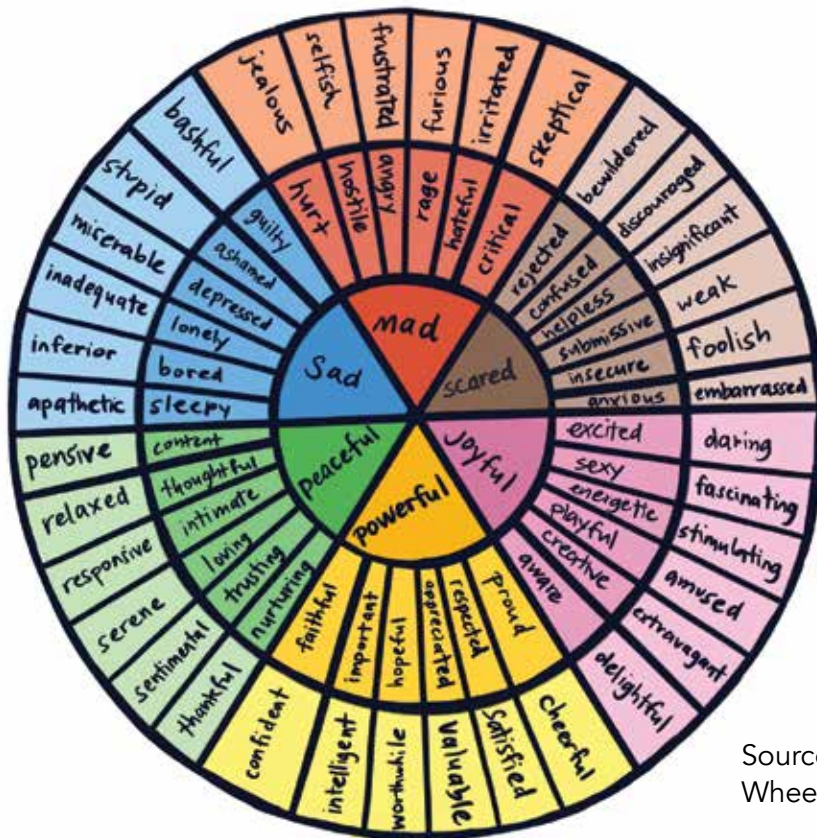 mad
scared
joyful
powerful
peaceful
sad
hurt
hostile
angry
rage
hateful
critical
rejected
confused
helpless
submissive
insecure
anxious
excited
sexy
energetic
playful
creative
aware
proud
respected
appreciated
hopeful
important
faithful
nurturing
trusting
loving
intimate
thoughtful
content
sleepy
bored
lonely
depressed
ashamed
guilty
jealous
selfish
frustrated
furious
irritated
skeptical
bewildered
discouraged
insignificant
weak
foolish
embarrassed
daring
fascinating
stimulating
amused
extravagant
delightful
cheerful
satisfied
valuable
worthwhile
intelligent
confident
thankful
sentimental
serene
responsive
relaxed
pensive
apathetic
inferior
inadequate
miserable
stupid
bashful
Source
Whee